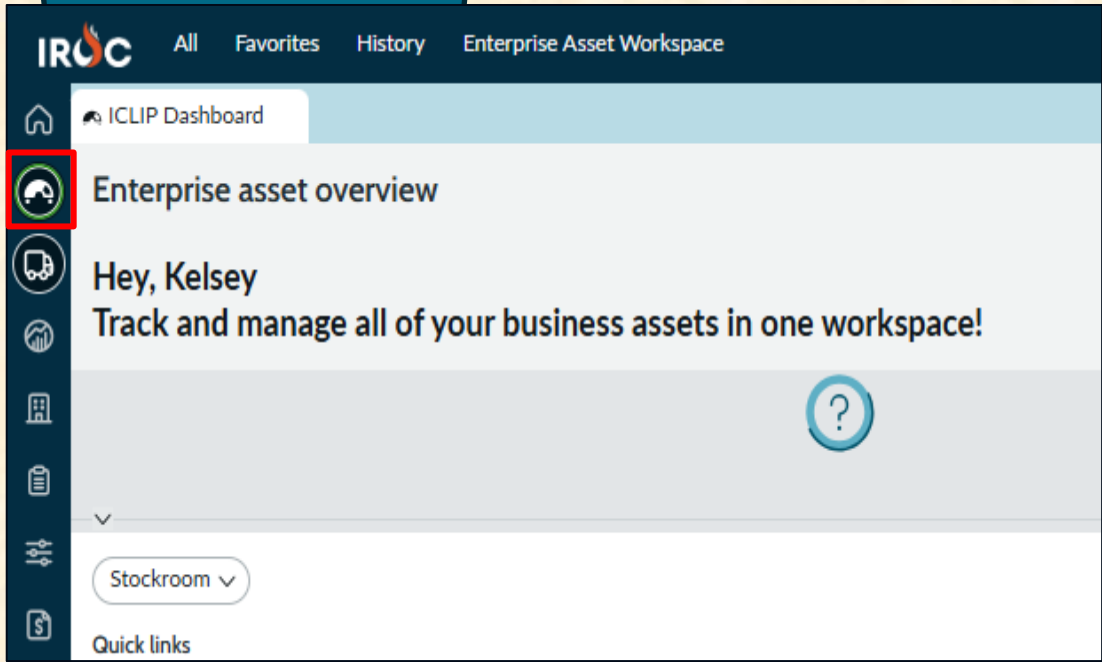 IROC All Favorites History Enterprise Asset Workspace
ICLIP Dashboard
Enterprise asset overview
Hey, Kelsey
Track and manage all of your business assets in one workspace!
?
Stockroom
Quick links